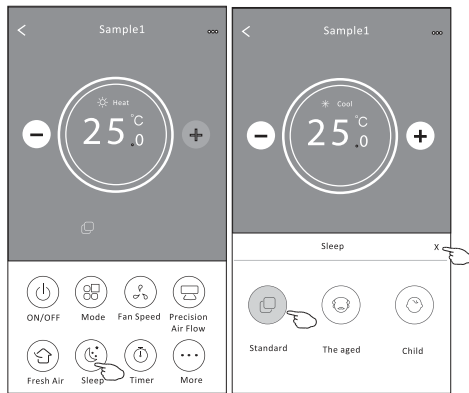 Sample1
Heat
25.0°C
ON/OFF
Mode
Fan Speed
Precision
Air Flow
Fresh Air
Sleep
Timer
More
Sample1
Cool
25.0°C
Sleep
X
Standard
The aged
Child